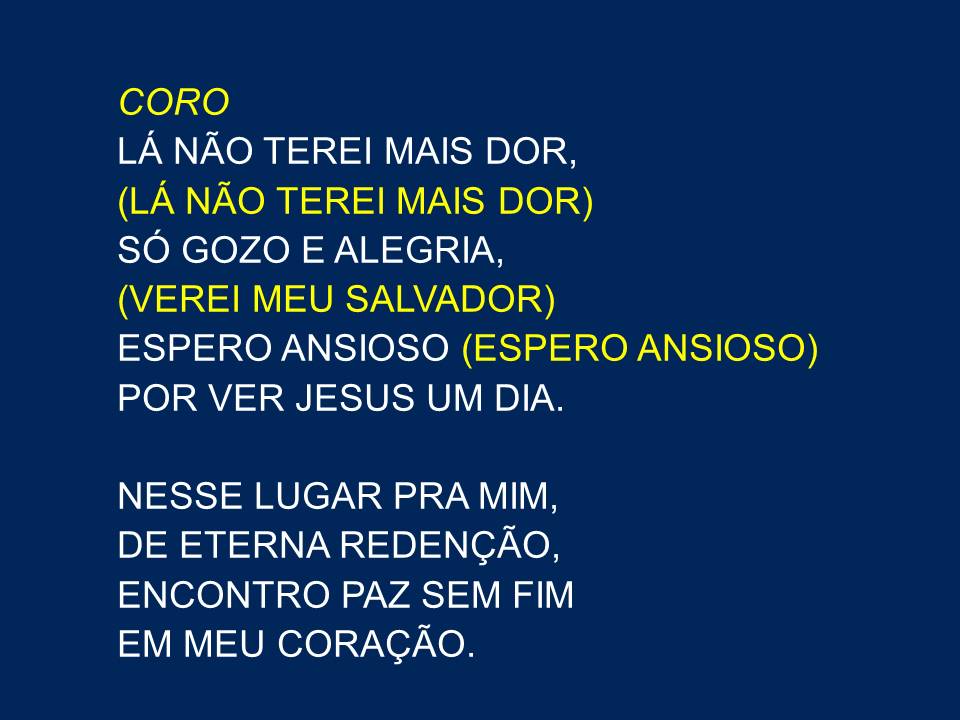 CORO
LÁ NÃO TEREI MAIS DOR,
(LÁ NÃO TEREI MAIS DOR)
SÓ GOZO E ALEGRIA,
(VEREI MEU SALVADOR)
ESPERO ANSIOSO (ESPERO ANSIOSO)
POR VER JESUS UM DIA.
NESSE LUGAR PRA MIM,
DE ETERNA REDENÇÃO,
ENCONTRO PAZ SEM FIM
EM MEU CORAÇÃO.